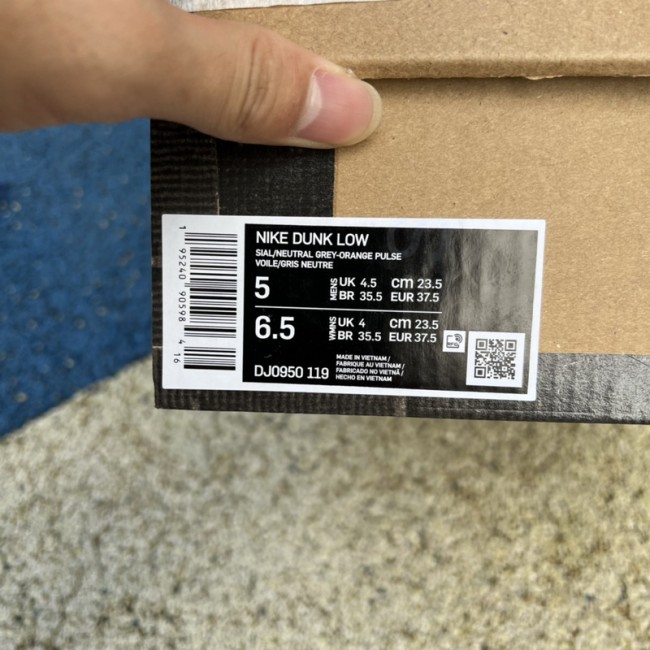 NIKE DUNK LOW
SIAL/NEUTRAL GREY-ORANGE PULSE
VOILE/GRIS NEUTRE
5 MENS UK 4.5 cm 23.5
BR 35.5 EUR 37.5
6.5 WMNS UK 4 cm 23.5
BR 35.5 EUR 37.5
DJ0950 119
MADE IN VIETNAM /
FABRIQUE AU VIETNAM /
FABRICADO NO VIETNÃ /
HECHO EN VIETNAM
1 95240 90598 4 16